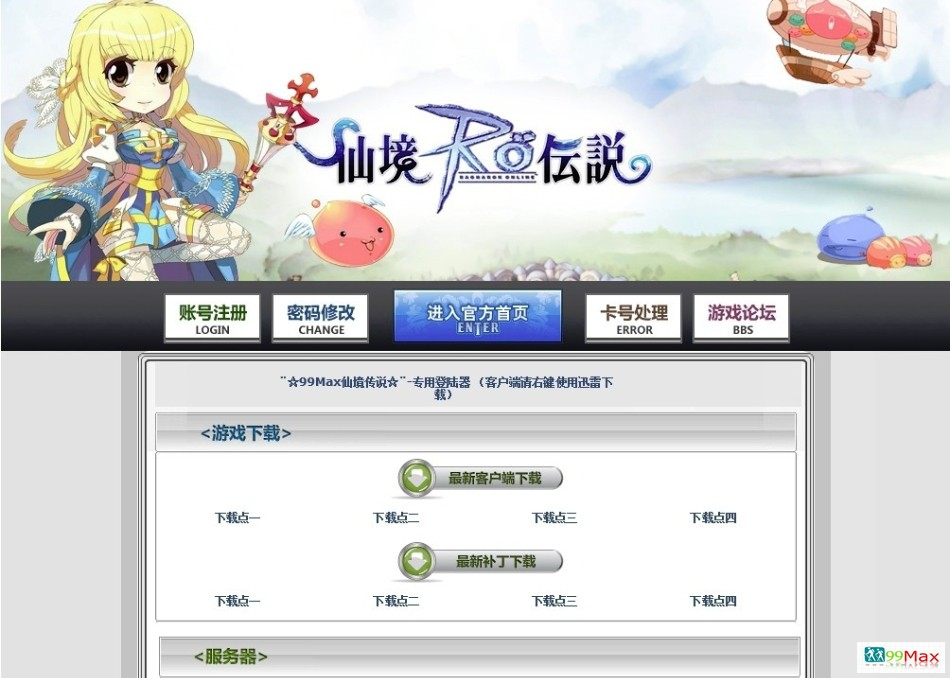 仙境RO伝説
RAGNAROK ONLINE
账号注册
LOGIN
密码修改
CHANGE
进入官方首页
ENTER
卡号处理
ERROR
游戏论坛
BBS
¨☆99Max仙境传说☆¨-专用登陆器 （客户端请右键使用迅雷下
载）
<游戏下载>
最新客户端下载
下载点一 下载点二 下载点三 下载点四
最新补丁下载
下载点一 下载点二 下载点三 下载点四
<服务器>
99Max